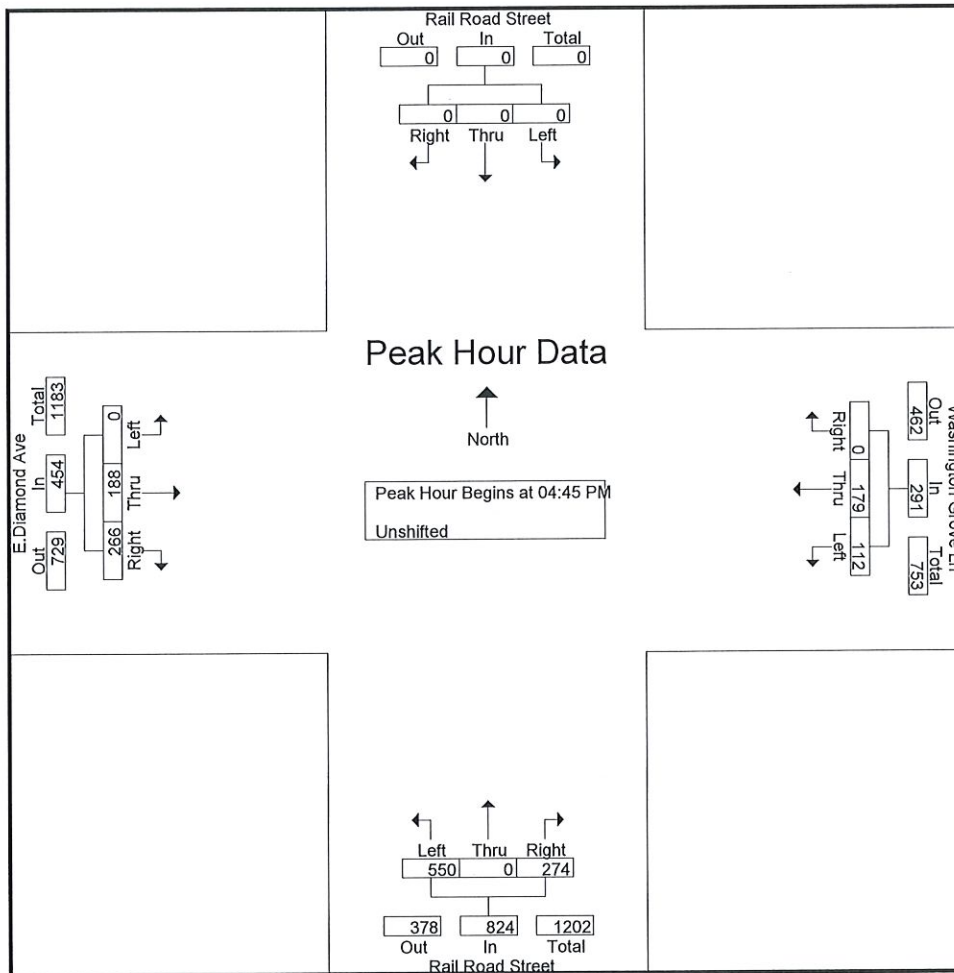 Rail Road Street
Out In Total
0 0 0
0 0 0
Right Thru Left
Peak Hour Data
North
Peak Hour Begins at 04:45 PM
Unshifted
E.Diamond Ave
Total In Out
1183 454 729
0 188 266
Left Thru Right
Right Thru Left
0 179 112
462 291 753
Out In Total
Washington Grove Ln
Left Thru Right
550 0 274
378 824 1202
Out In Total
Rail Road Street